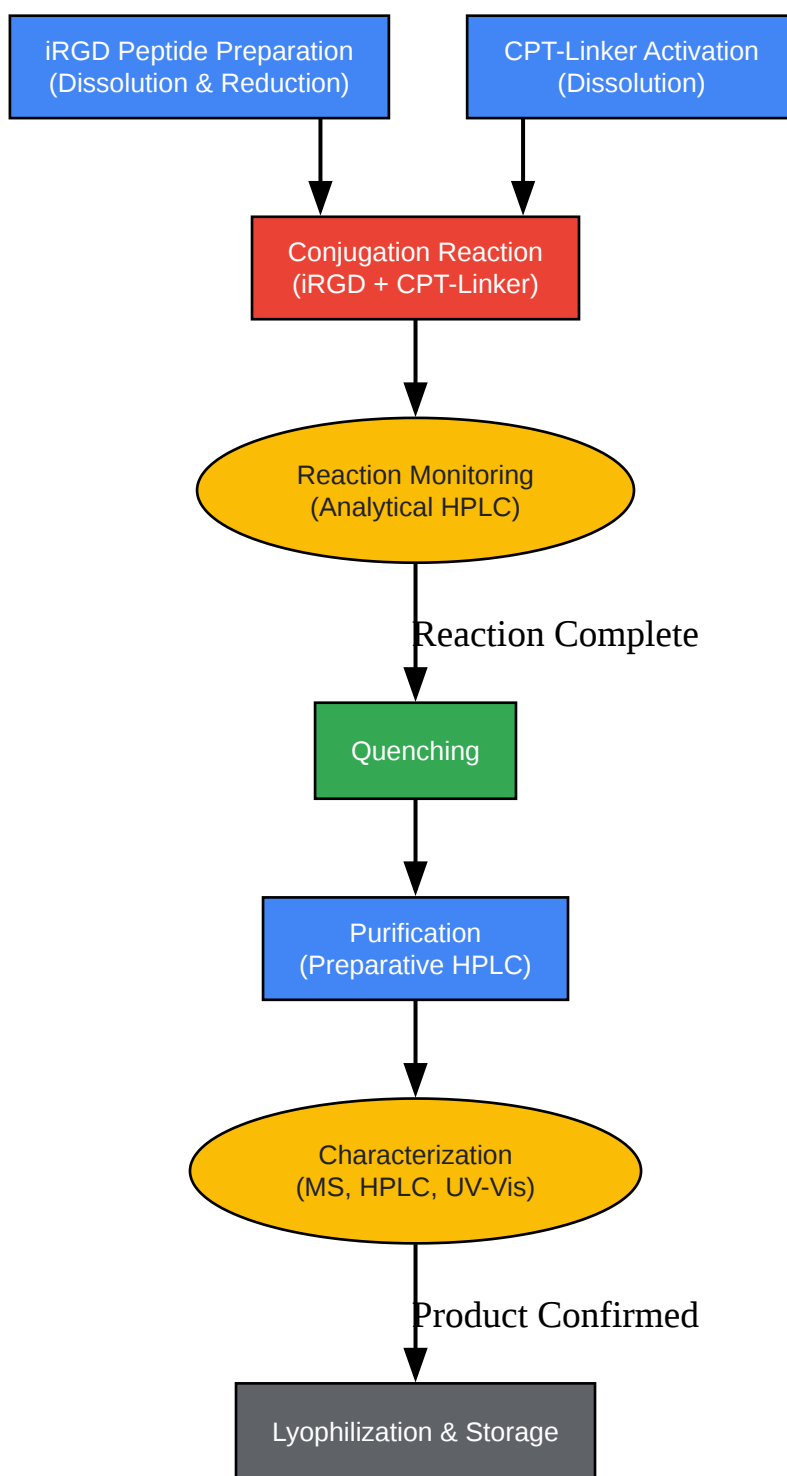 iRGD Peptide Preparation
(Dissolution & Reduction)
CPT-Linker Activation
(Dissolution)
Conjugation Reaction
(iRGD + CPT-Linker)
Reaction Monitoring
(Analytical HPLC)
Reaction Complete
Quenching
Purification
(Preparative HPLC)
Characterization
(MS, HPLC, UV-Vis)
Product Confirmed
Lyophilization & Storage